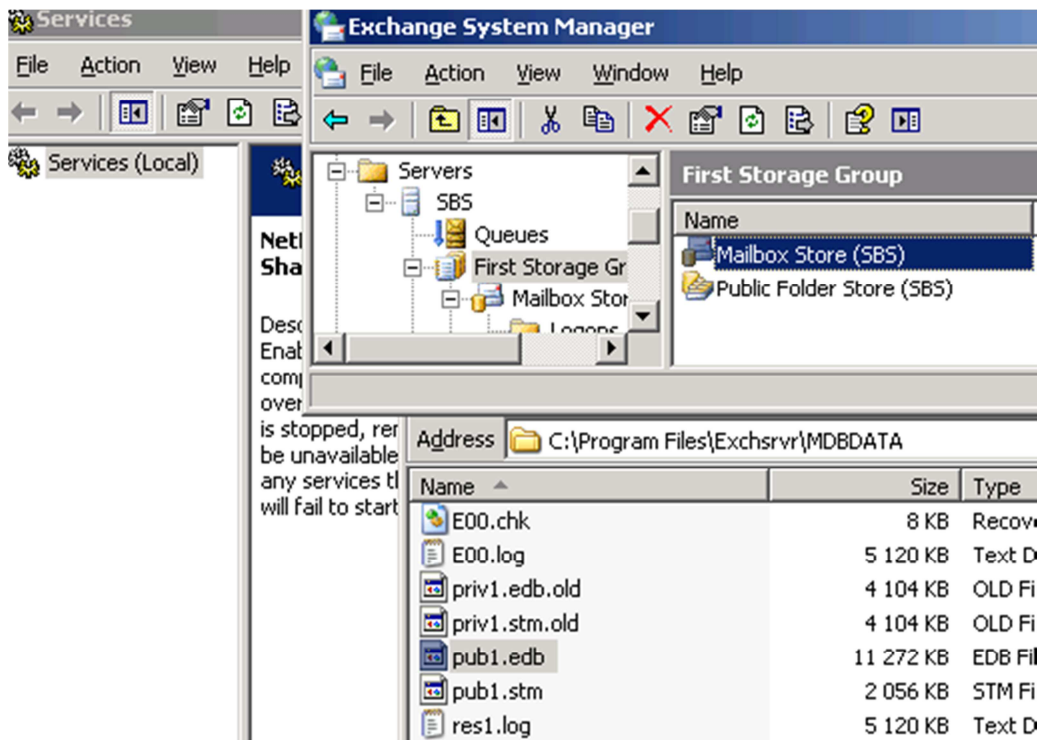 Services
File Action View Help
Services (Local)
Netl
Sha
Desc
Enab
comp
over
is stopped, rer
be unavailable
any services tl
will fail to start
Exchange System Manager
File Action View Window Help
Servers
SBS
Queues
First Storage Gr
Mailbox Stor
Logons
First Storage Group
Name
Mailbox Store (SBS)
Public Folder Store (SBS)
Address C:\Program Files\Exchsrvr\MDBDATA
Name Size Type
E00.chk 8 KB Recov
E00.log 5 120 KB Text D
priv1.edb.old 4 104 KB OLD Fi
priv1.stm.old 4 104 KB OLD Fi
pub1.edb 11 272 KB EDB Fil
pub1.stm 2 056 KB STM Fi
res1.log 5 120 KB Text D